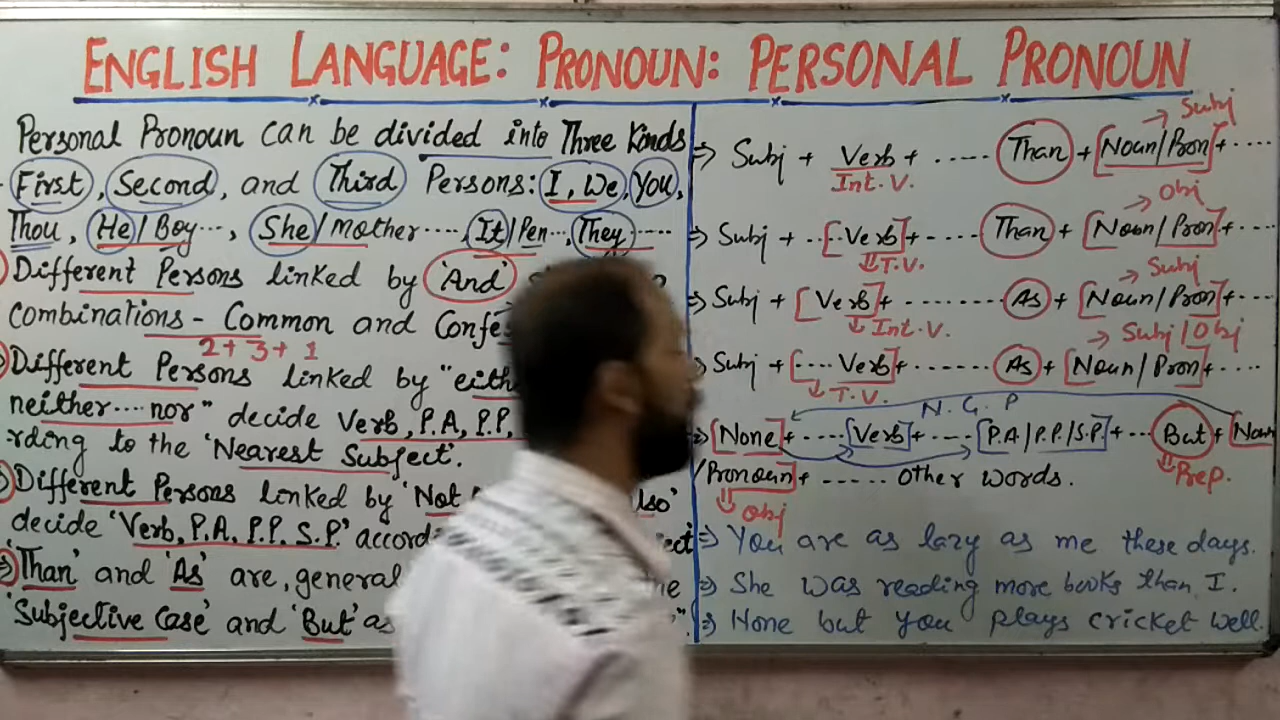 ENGLISH LANGUAGE: PRONOUN: PERSONAL PRONOUN
Personal Pronoun can be divided into Three Kinds
First, Second, and Third Persons: I, We, You,
Thou, He/Boy..., She/mother...., It/Pen..., They.....
Different Persons linked by 'And'
combinations - Common and
2 + 3 + 1
Different Persons linked by "
neither....nor" decide Verb, P.A, P.P,
rding to the 'Nearest Subject'.
Different Persons linked by 'Not
decide 'Verb, P.A, P.P. S.P' accor
'Than' and 'As' are, general
'Subjective Case' and 'But' as
→ Subj
⇒ Subj + Verb + ..... Than + [Noun/Pron] + ....
Int. V.
→ Obj
⇒ Subj + ..[Verb] + .... Than + [Noun/Pron] + ....
⇓ T.V.
→ Subj
⇒ Subj + [Verb] + ........ As + [Noun/Pron] + ....
⇓ Int. V.
→ Subj/Obj
⇒ Subj + [.... Verb] + ....... As + [Noun/Pron] + ....
↓ T.V.
N. G. P
⇒ [None] + .... [Verb] + .... [P.A/P.P./S.P.] + ... But + [Noun
/Pronoun] + ...... other words.
⇓ Prep.
⇓ Obj
⇒ You are as lazy as me these days.
⇒ She was reading more books than I.
⇒ None but you plays cricket well.